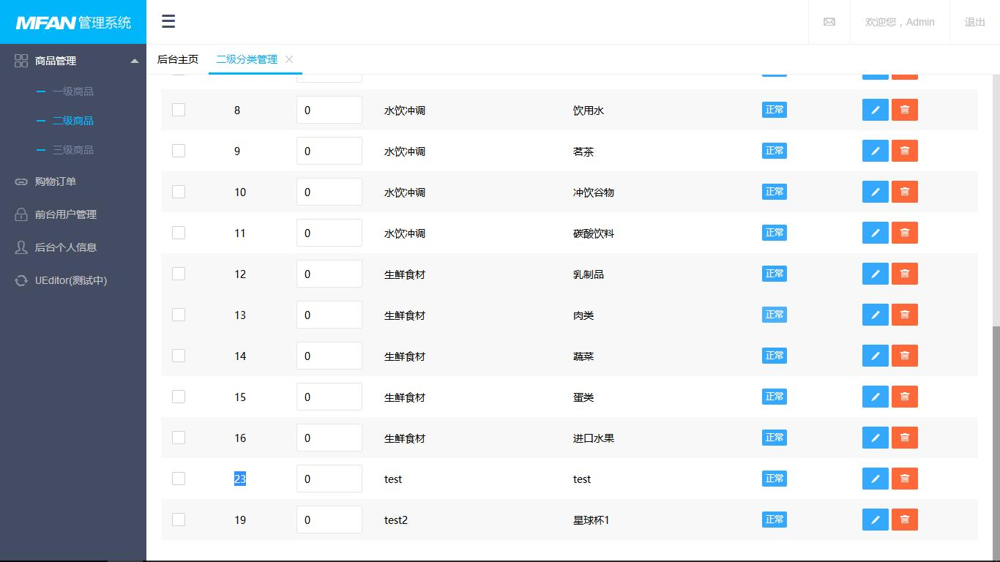 MFAN管理系统
欢迎您，Admin
退出
商品管理
一级商品
二级商品
三级商品
购物订单
前台用户管理
后台个人信息
UEditor(测试中)
后台主页
二级分类管理
8 0 水饮冲调 饮用水 正常
9 0 水饮冲调 茗茶 正常
10 0 水饮冲调 冲饮谷物 正常
11 0 水饮冲调 碳酸饮料 正常
12 0 生鲜食材 乳制品 正常
13 0 生鲜食材 肉类 正常
14 0 生鲜食材 蔬菜 正常
15 0 生鲜食材 蛋类 正常
16 0 生鲜食材 进口水果 正常
23 0 test test 正常
19 0 test2 星球杯1 正常